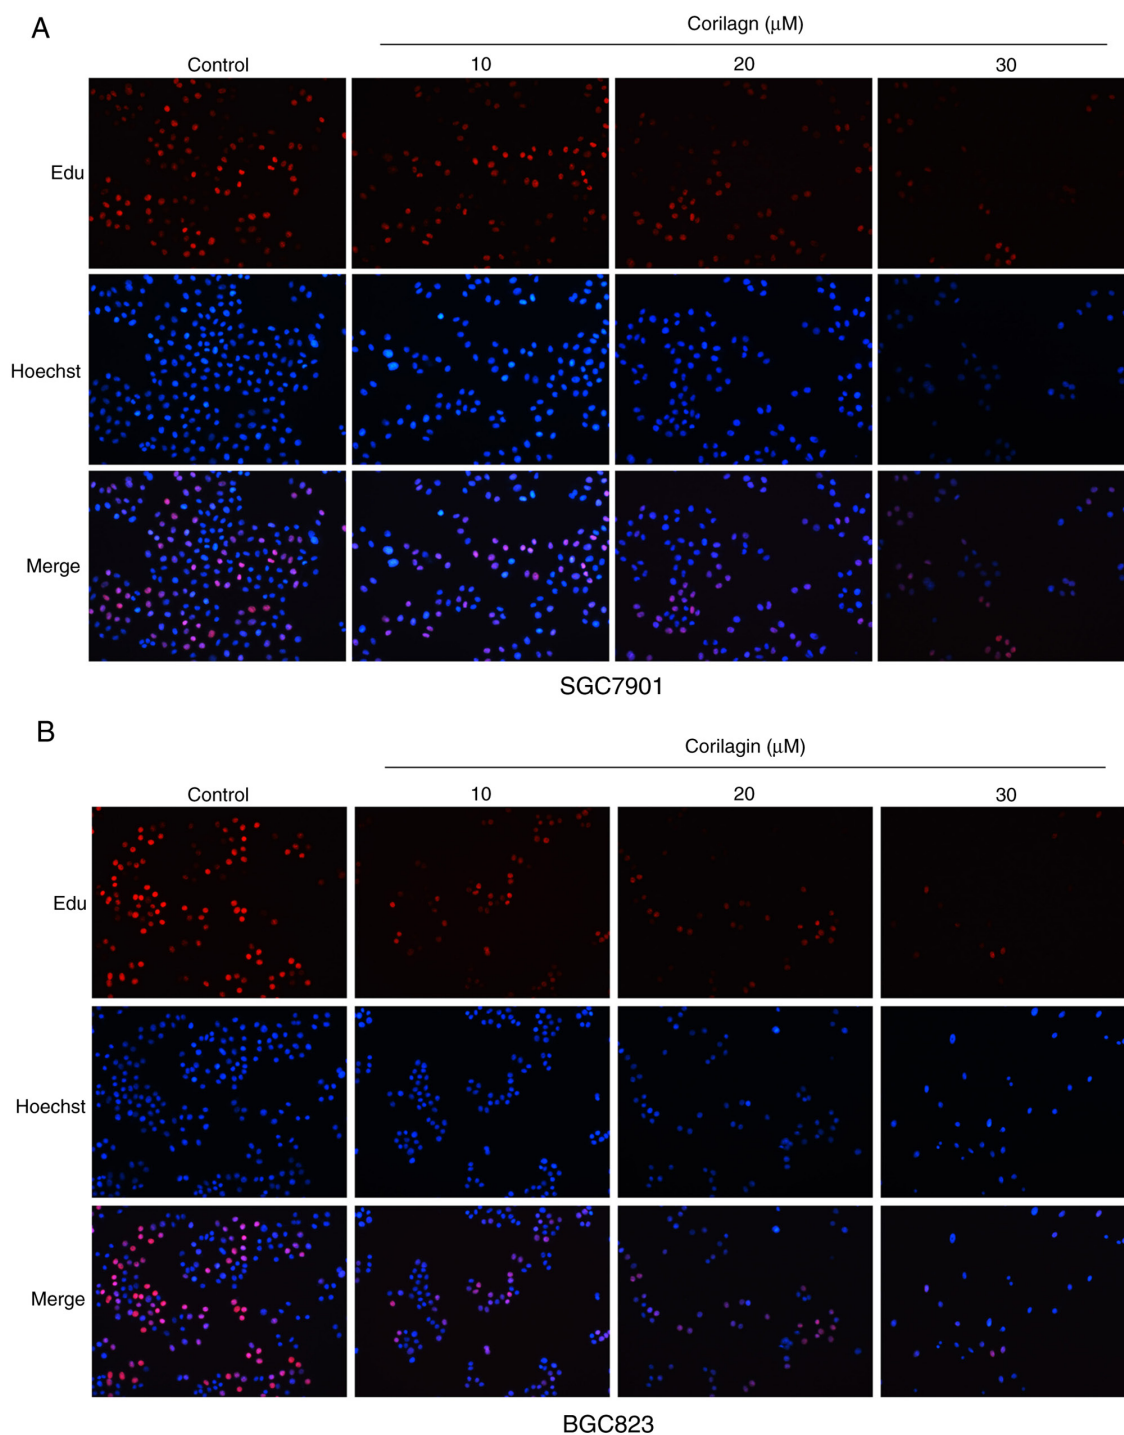 A
Corilagn (μM)
Control 10 20 30
Edu
Hoechst
Merge
SGC7901
B
Corilagin (μM)
Control 10 20 30
Edu
Hoechst
Merge
BGC823